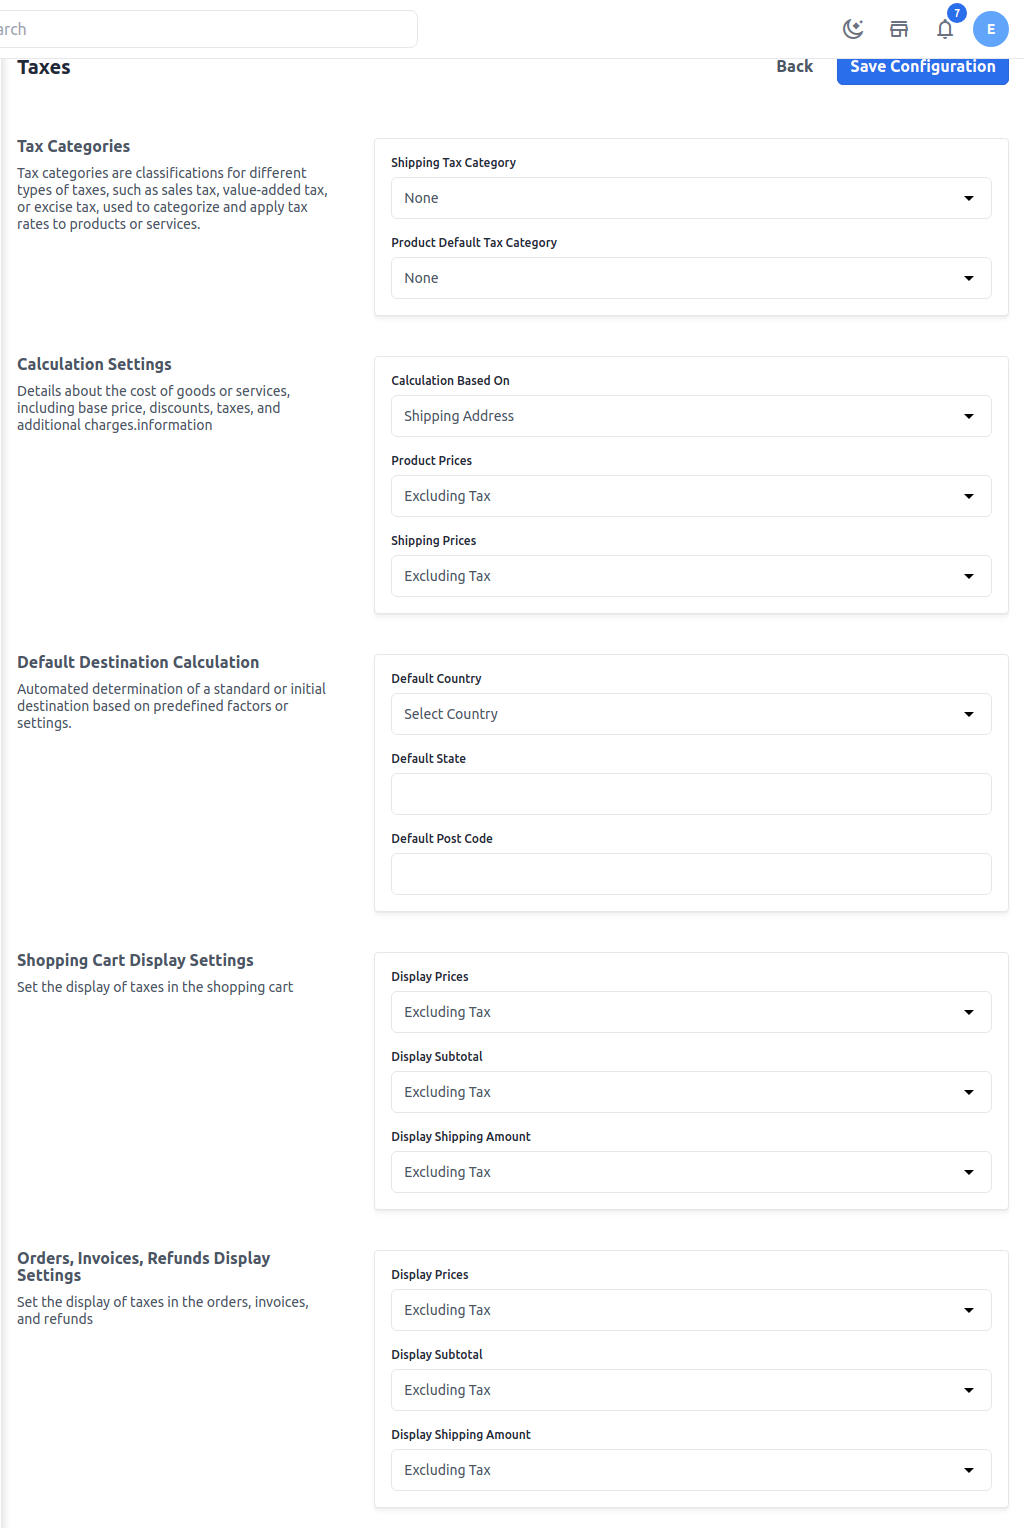 arch
7
E
Taxes
Back
Save Configuration
Tax Categories
Tax categories are classifications for different
types of taxes, such as sales tax, value-added tax,
or excise tax, used to categorize and apply tax
rates to products or services.
Shipping Tax Category
None
Product Default Tax Category
None
Calculation Settings
Details about the cost of goods or services,
including base price, discounts, taxes, and
additional charges.information
Calculation Based On
Shipping Address
Product Prices
Excluding Tax
Shipping Prices
Excluding Tax
Default Destination Calculation
Automated determination of a standard or initial
destination based on predefined factors or
settings.
Default Country
Select Country
Default State
Default Post Code
Shopping Cart Display Settings
Set the display of taxes in the shopping cart
Display Prices
Excluding Tax
Display Subtotal
Excluding Tax
Display Shipping Amount
Excluding Tax
Orders, Invoices, Refunds Display
Settings
Set the display of taxes in the orders, invoices,
and refunds
Display Prices
Excluding Tax
Display Subtotal
Excluding Tax
Display Shipping Amount
Excluding Tax